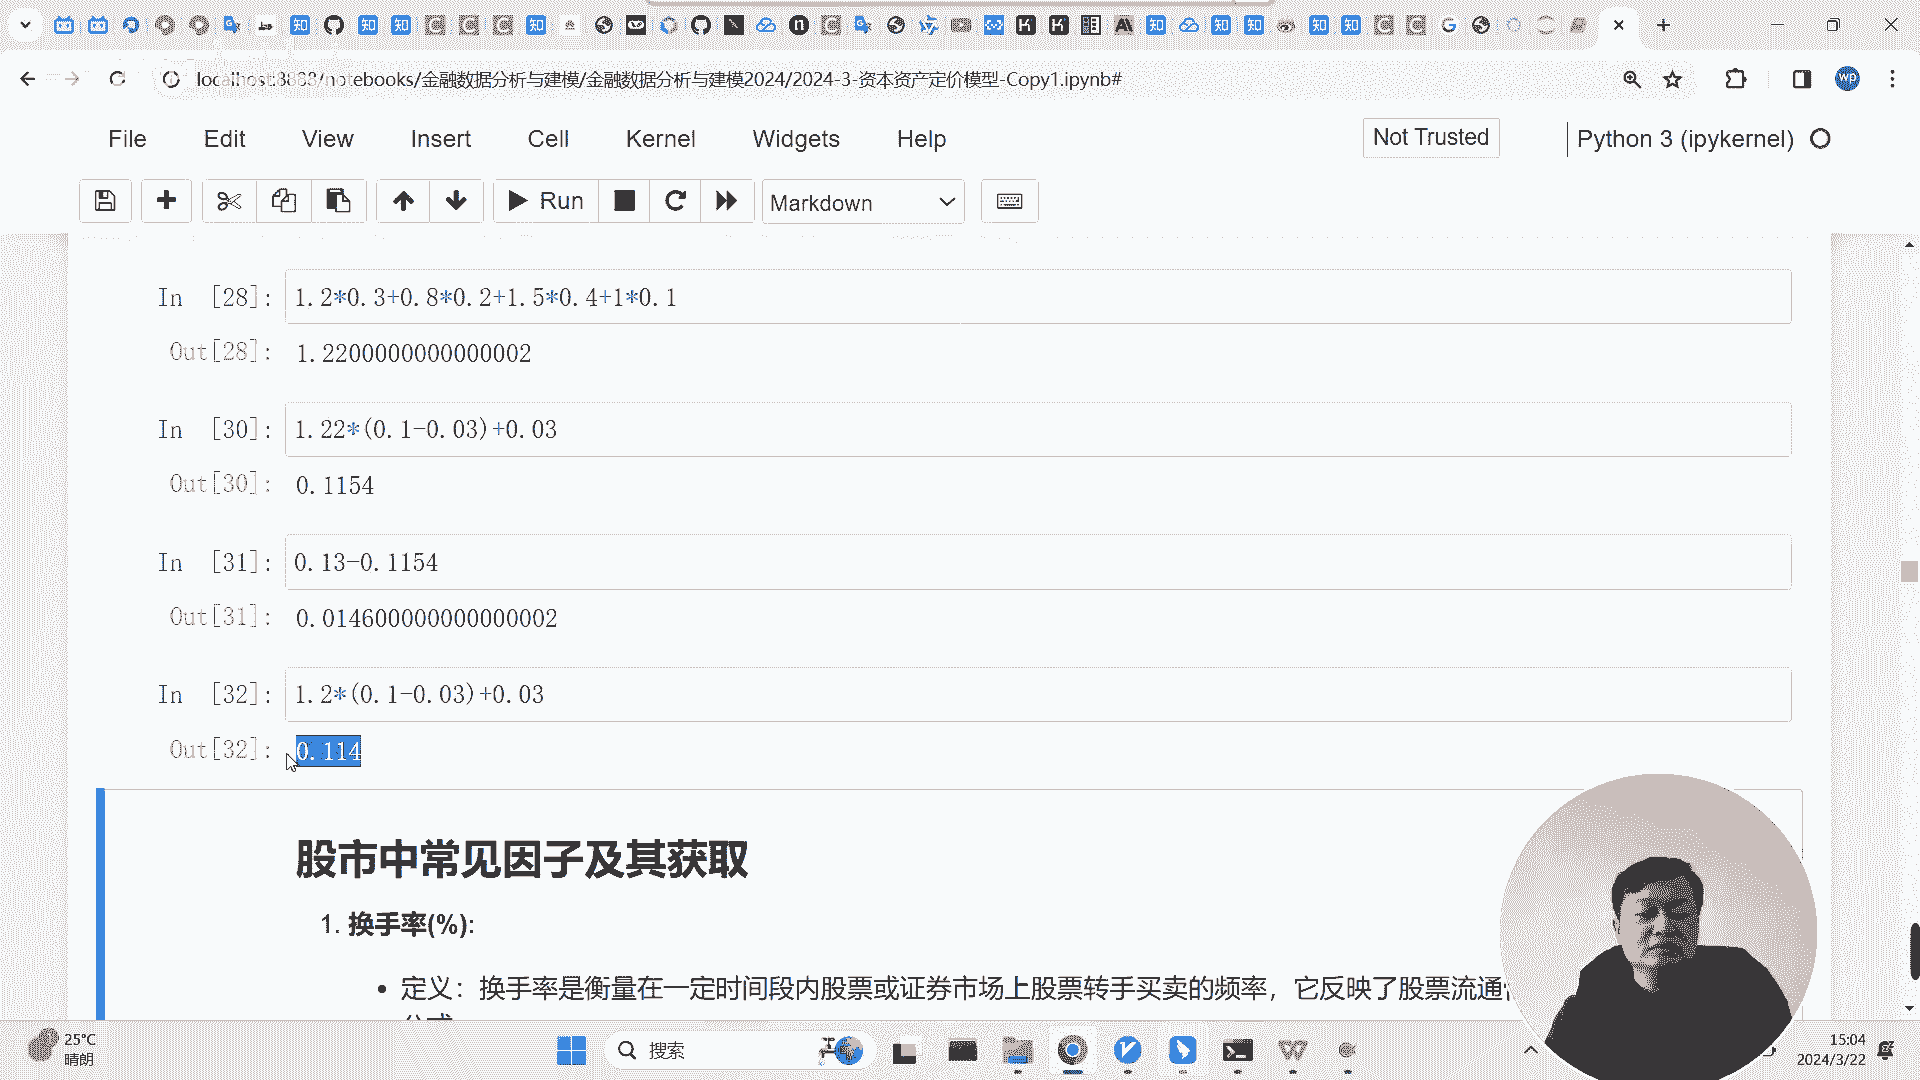 localhost:8888/notebooks/金融数据分析与建模/金融数据分析与建模2024/2024-3-资本资产定价模型-Copy1.ipynb#
wp
File Edit View Insert Cell Kernel Widgets Help
Not Trusted
Python 3 (ipykernel)
Run
Markdown
In [28]: 1.2*0.3+0.8*0.2+1.5*0.4+1*0.1
Out[28]: 1.2200000000000002
In [30]: 1.22*(0.1-0.03)+0.03
Out[30]: 0.1154
In [31]: 0.13-0.1154
Out[31]: 0.014600000000000002
In [32]: 1.2*(0.1-0.03)+0.03
Out[32]: 0.114
股市中常见因子及其获取
1. 换手率(%):
• 定义：换手率是衡量在一定时间段内股票或证券市场上股票转手买卖的频率，它反映了股票流通
25°C
晴朗
搜索
15:04
2024/3/22